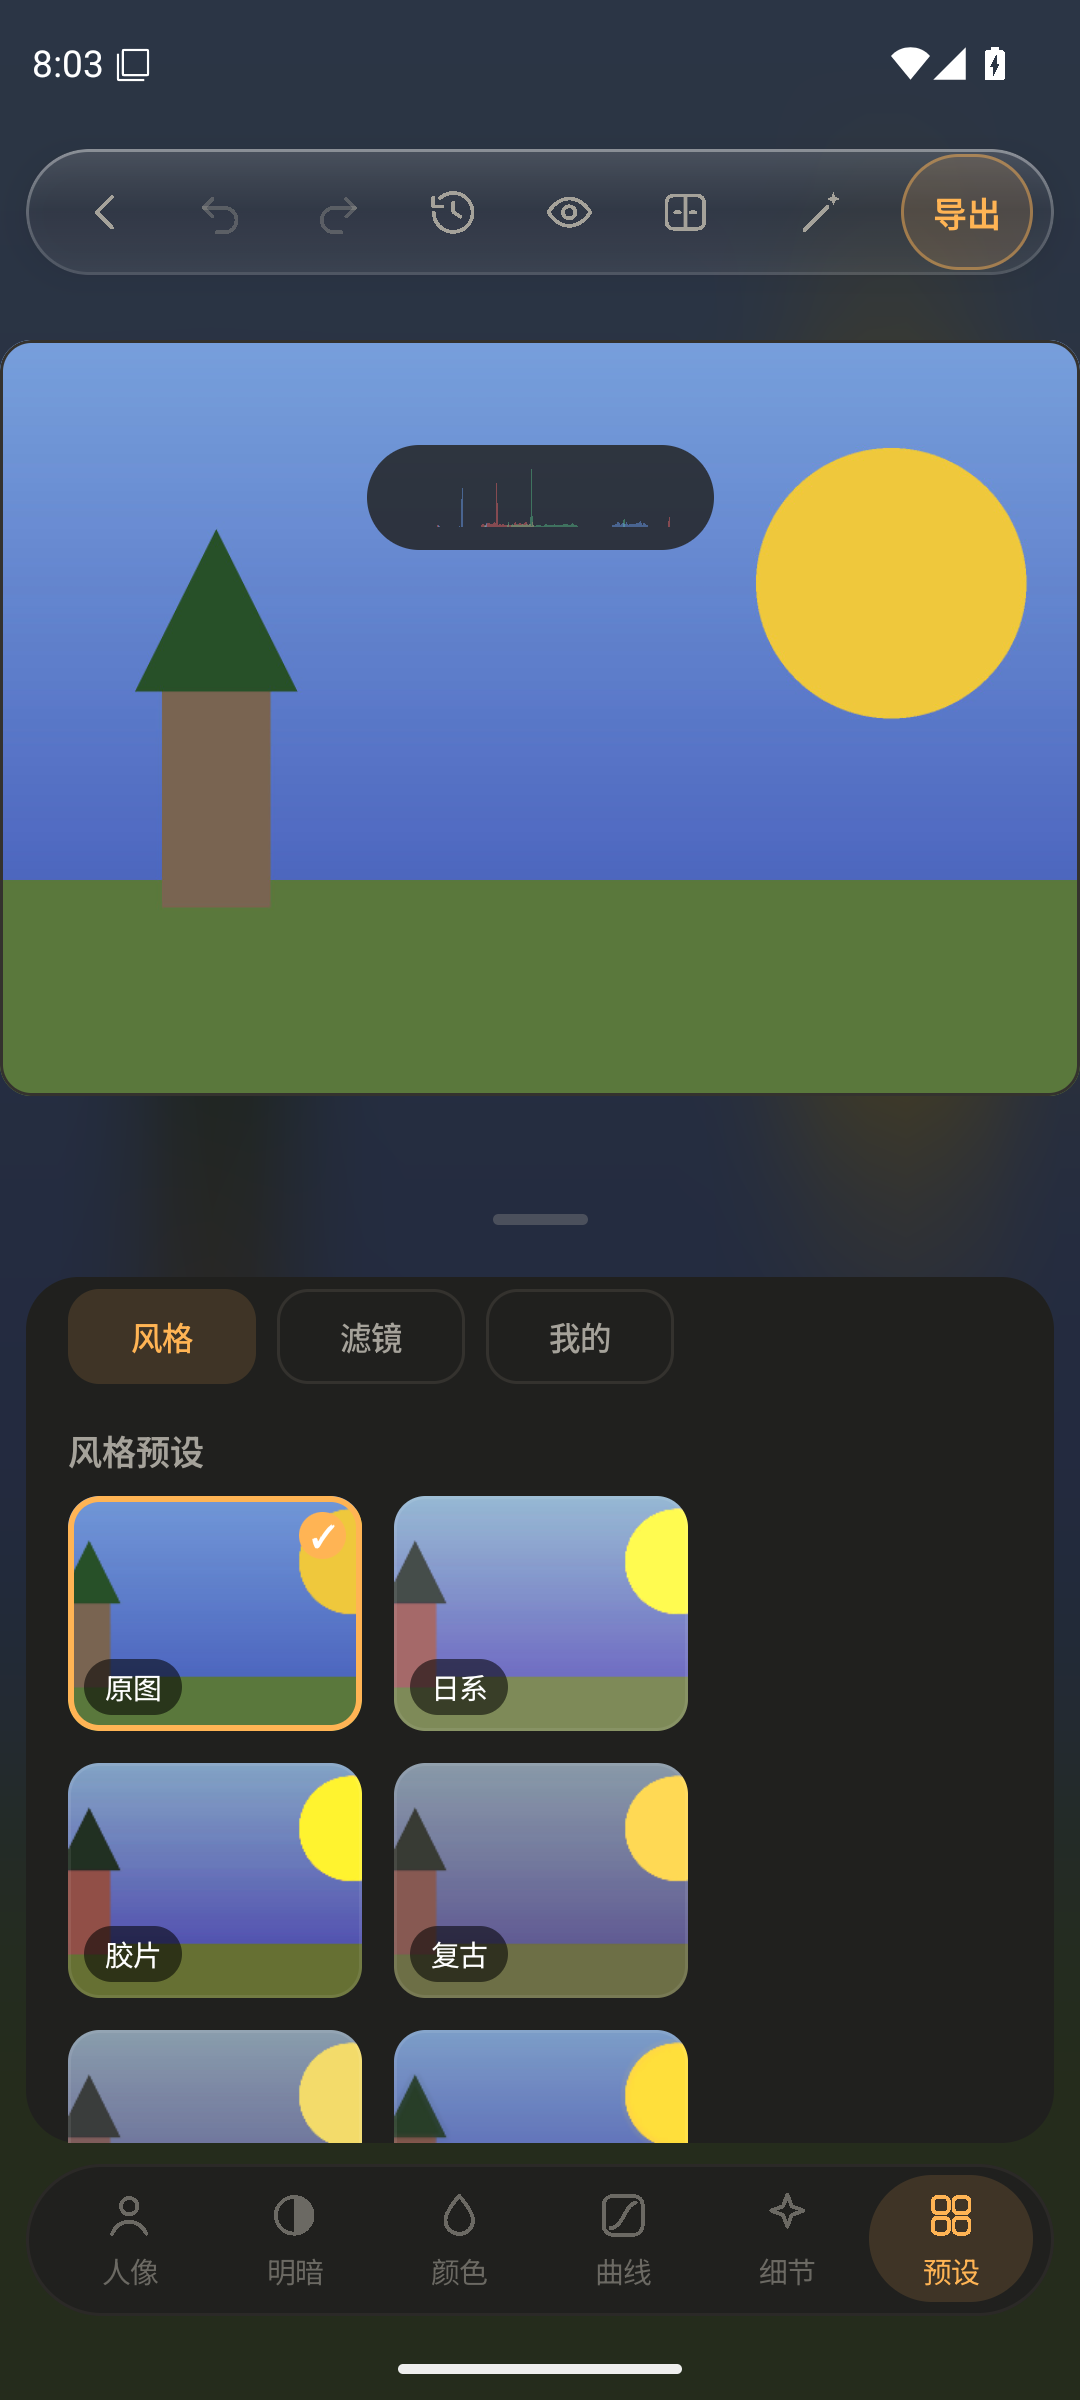 8:03
导出
风格 滤镜 我的
风格预设
原图 日系
胶片 复古
人像 明暗 颜色 曲线 细节 预设